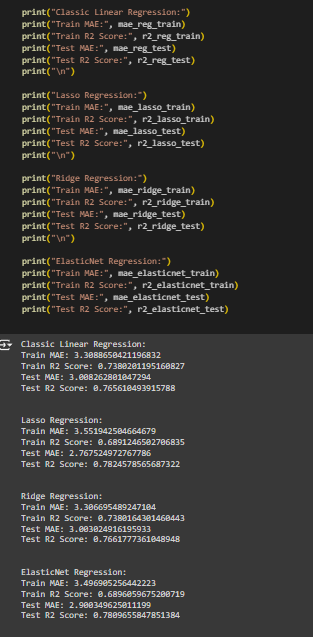 print("Classic Linear Regression:")
print("Train MAE:", mae_reg_train)
print("Train R2 Score:", r2_reg_train)
print("Test MAE:", mae_reg_test)
print("Test R2 Score:", r2_reg_test)
print("\n")
print("Lasso Regression:")
print("Train MAE:", mae_lasso_train)
print("Train R2 Score:", r2_lasso_train)
print("Test MAE:", mae_lasso_test)
print("Test R2 Score:", r2_lasso_test)
print("\n")
print("Ridge Regression:")
print("Train MAE:", mae_ridge_train)
print("Train R2 Score:", r2_ridge_train)
print("Test MAE:", mae_ridge_test)
print("Test R2 Score:", r2_ridge_test)
print("\n")
print("ElasticNet Regression:")
print("Train MAE:", mae_elasticnet_train)
print("Train R2 Score:", r2_elasticnet_train)
print("Test MAE:", mae_elasticnet_test)
print("Test R2 Score:", r2_elasticnet_test)
Classic Linear Regression:
Train MAE: 3.3088650421196832
Train R2 Score: 0.7380201195160827
Test MAE: 3.008262801047294
Test R2 Score: 0.765610493915788
Lasso Regression:
Train MAE: 3.551942504664679
Train R2 Score: 0.6891246502706835
Test MAE: 2.767524972767786
Test R2 Score: 0.7824578565687322
Ridge Regression:
Train MAE: 3.306695489247104
Train R2 Score: 0.7380164301460443
Test MAE: 3.003024916195933
Test R2 Score: 0.7661777361048948
ElasticNet Regression:
Train MAE: 3.496905256442223
Train R2 Score: 0.6896059675200719
Test MAE: 2.900349625011199
Test R2 Score: 0.7809655847851384